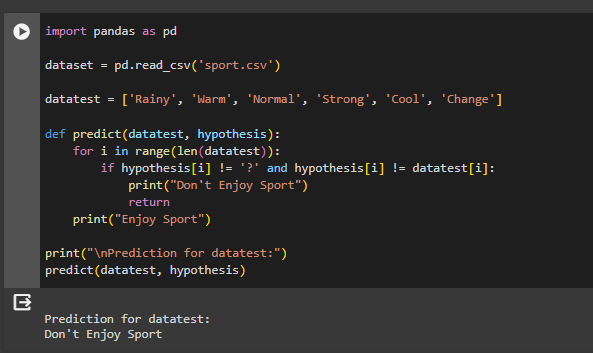 import pandas as pd
dataset = pd.read_csv('sport.csv')
datatest = ['Rainy', 'Warm', 'Normal', 'Strong', 'Cool', 'Change']
def predict(datatest, hypothesis):
    for i in range(len(datatest)):
        if hypothesis[i] != '?' and hypothesis[i] != datatest[i]:
            print("Don't Enjoy Sport")
            return
    print("Enjoy Sport")
print("\nPrediction for datatest:")
predict(datatest, hypothesis)
Prediction for datatest:
Don't Enjoy Sport